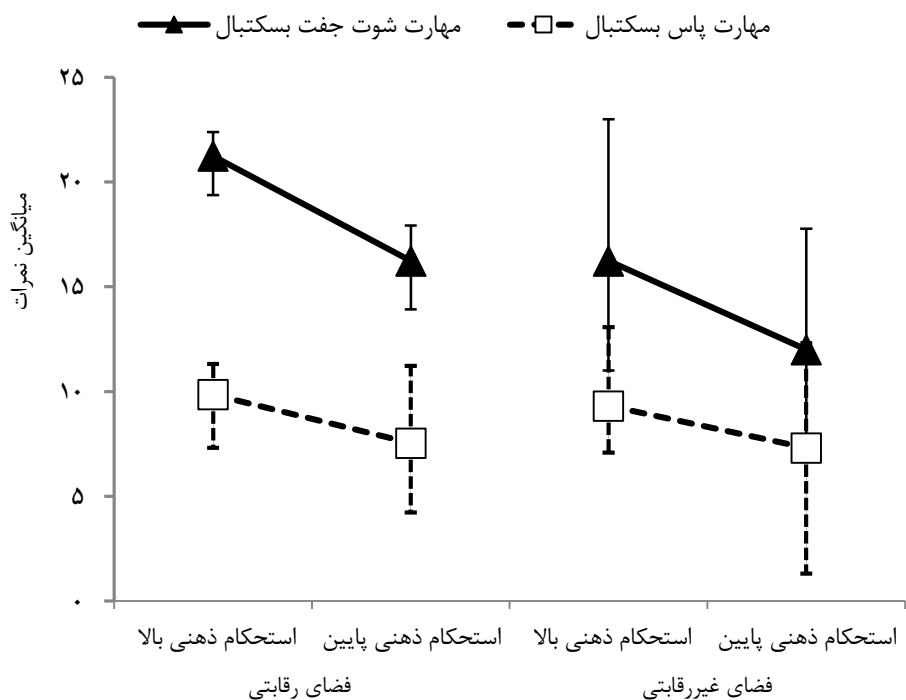 مهارت شوت جفت بسکتبال مهارت پاس بسکتبال
۲۵
۲۰
۱۵
۱۰
۵
۰
میانگین نمرات
استحکام ذهنی بالا استحکام ذهنی پایین استحکام ذهنی بالا استحکام ذهنی پایین
فضای رقابتی فضای غیررقابتی